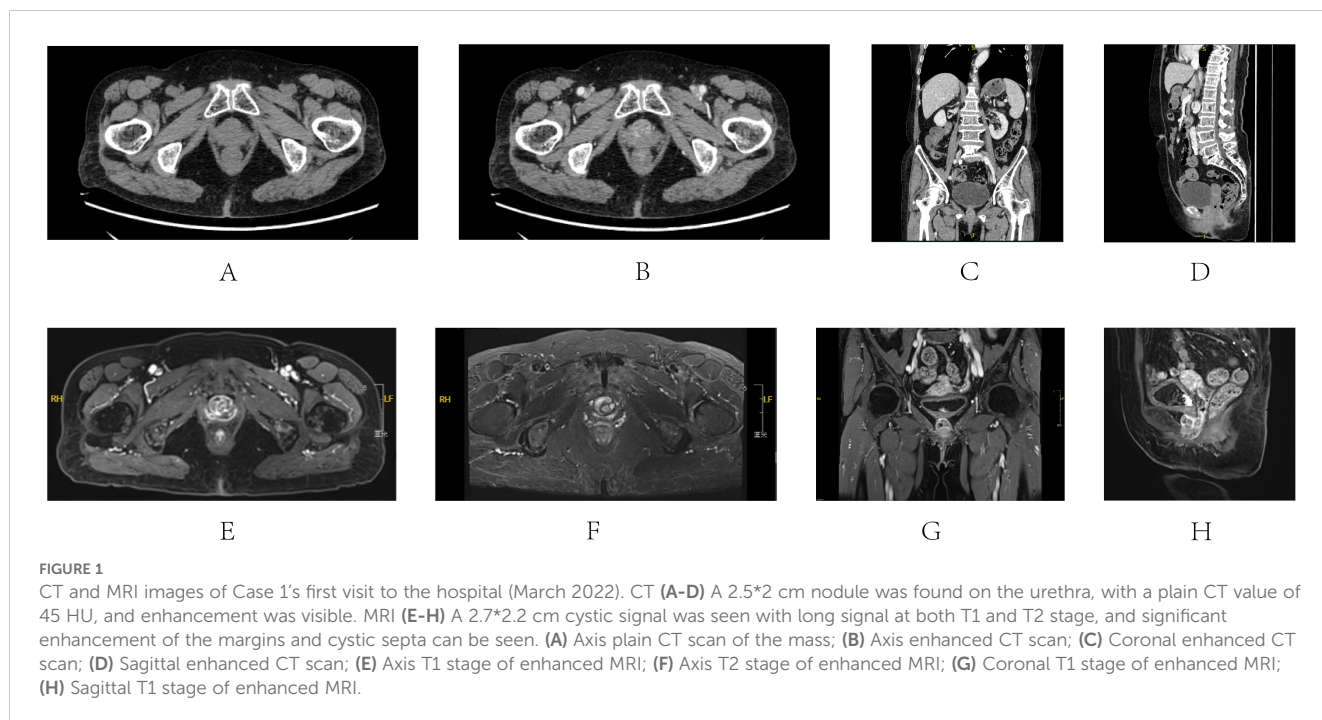 A
B
C
D
RH
LF
厘米
RH
LF
厘米
E
F
G
H
FIGURE 1
CT and MRI images of Case 1's first visit to the hospital (March 2022). CT (A-D) A 2.5*2 cm nodule was found on the urethra, with a plain CT value of
45 HU, and enhancement was visible. MRI (E-H) A 2.7*2.2 cm cystic signal was seen with long signal at both T1 and T2 stage, and significant
enhancement of the margins and cystic septa can be seen. (A) Axis plain CT scan of the mass; (B) Axis enhanced CT scan; (C) Coronal enhanced CT
scan; (D) Sagittal enhanced CT scan; (E) Axis T1 stage of enhanced MRI; (F) Axis T2 stage of enhanced MRI; (G) Coronal T1 stage of enhanced MRI;
(H) Sagittal T1 stage of enhanced MRI.